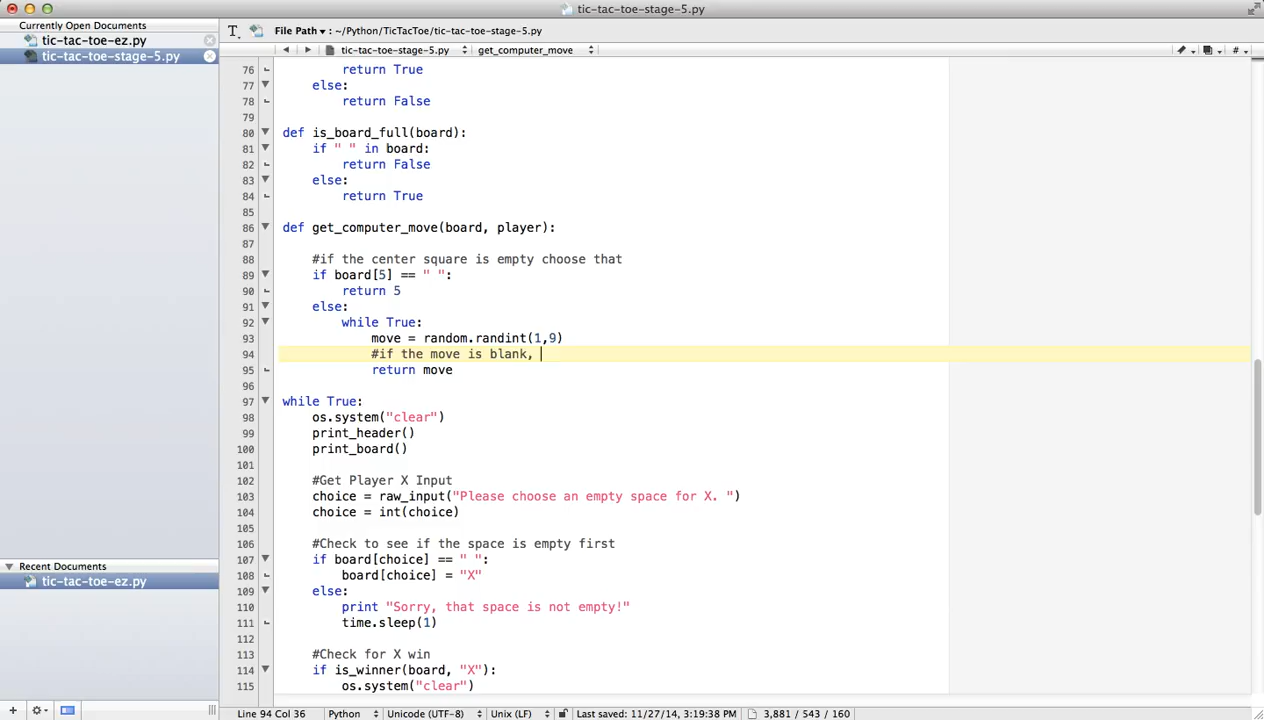 tic-tac-toe-stage-5.py
Currently Open Documents
tic-tac-toe-ez.py
tic-tac-toe-stage-5.py
File Path : ~/Python/TicTacToe/tic-tac-toe-stage-5.py
tic-tac-toe-stage-5.py get_computer_move #
76 return True
77 else:
78 return False
79
80 def is_board_full(board):
81 if " " in board:
82 return False
83 else:
84 return True
85
86 def get_computer_move(board, player):
87
88 #if the center square is empty choose that
89 if board[5] == " ":
90 return 5
91 else:
92 while True:
93 move = random.randint(1,9)
94 #if the move is blank,
95 return move
96
97 while True:
98 os.system("clear")
99 print_header()
100 print_board()
101
102 #Get Player X Input
103 choice = raw_input("Please choose an empty space for X. ")
104 choice = int(choice)
105
106 #Check to see if the space is empty first
107 if board[choice] == " ":
108 board[choice] = "X"
109 else:
110 print "Sorry, that space is not empty!"
111 time.sleep(1)
112
113 #Check for X win
114 if is_winner(board, "X"):
115 os.system("clear")
Recent Documents
tic-tac-toe-ez.py
Line 94 Col 36 Python Unicode (UTF-8) Unix (LF) Last saved: 11/27/14, 3:19:38 PM 3,881 / 543 / 160